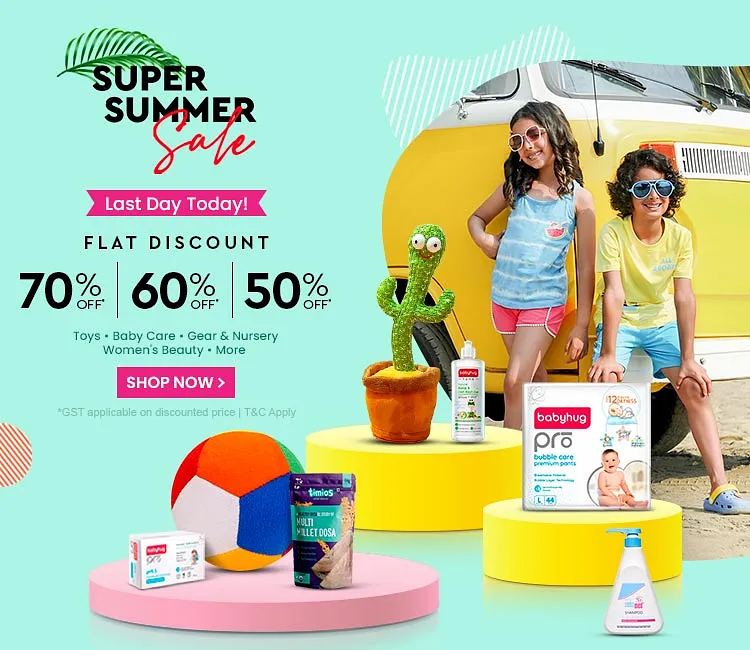 SUPER
SUMMER
Sale
Last Day Today!
FLAT DISCOUNT
70% OFF* 60% OFF* 50% OFF*
Toys • Baby Care • Gear & Nursery
Women's Beauty • More
SHOP NOW >
*GST applicable on discounted price | T&C Apply
babyhug
babyhug
pro
bubble care
premium pants
L 44
timios
MULTI
MILLET DOSA
babyhug
pro
SHAMPOO